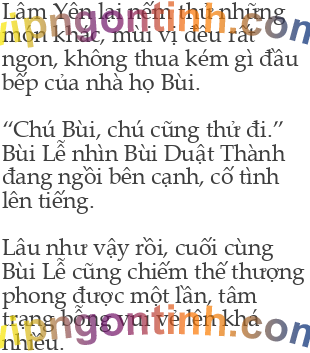 Lâm Yên lại nếm thử những
món khác, mùi vị đều rất
ngon, không thua kém gì đầu
bếp của nhà họ Bùi.
“Chú Bùi, chú cũng thử đi.”
Bùi Lễ nhìn Bùi Duật Thành
đang ngồi bên cạnh, cố tình
lên tiếng.
Lâu như vậy rồi, cuối cùng
Bùi Lễ cũng chiếm thế thượng
phong được một lần, tâm
trạng bỗng vui vẻ lên khá
nhiều.
vipngontinh.com
vipngontinh.com